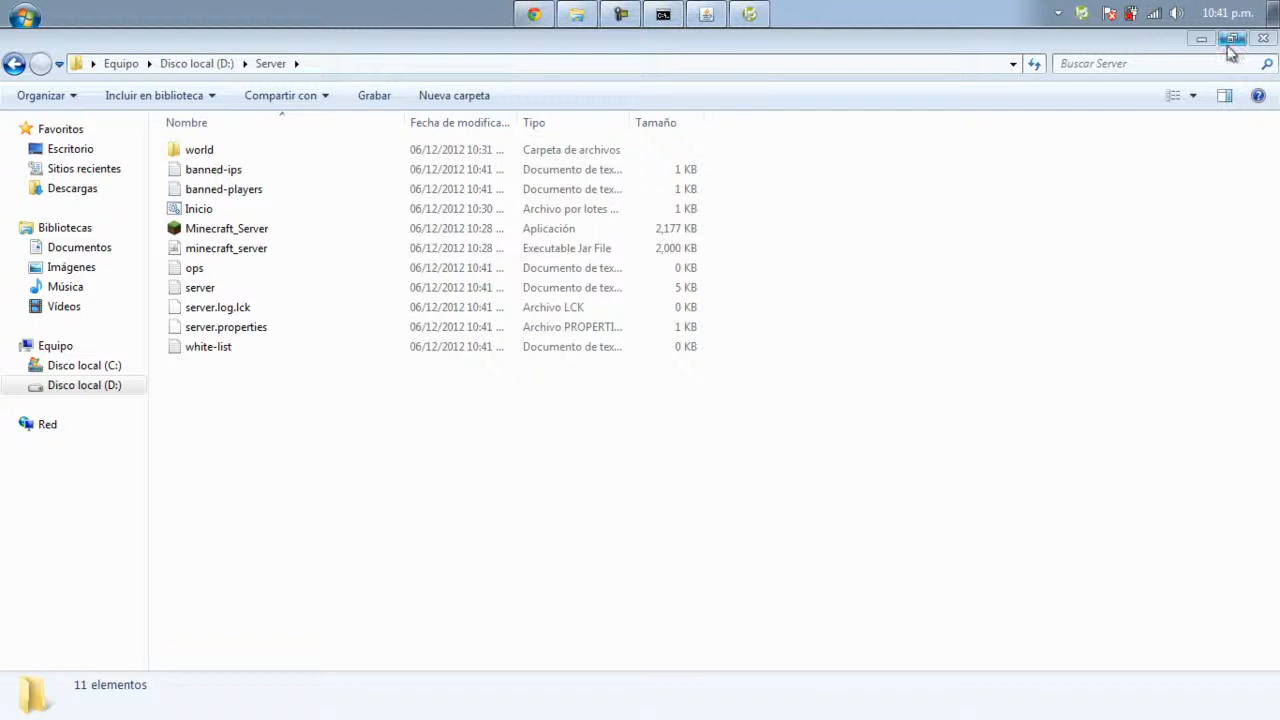 10:41 p.m.
Equipo Disco local (D:) Server
Buscar Server
Organizar Incluir en biblioteca Compartir con Grabar Nueva carpeta
Nombre Fecha de modifica... Tipo Tamaño
Favoritos
Escritorio
Sitios recientes
Descargas
Bibliotecas
Documentos
Imágenes
Música
Vídeos
Equipo
Disco local (C:)
Disco local (D:)
Red
world 06/12/2012 10:31 ... Carpeta de archivos
banned-ips 06/12/2012 10:41 ... Documento de tex... 1 KB
banned-players 06/12/2012 10:41 ... Documento de tex... 1 KB
Inicio 06/12/2012 10:30 ... Archivo por lotes ... 1 KB
Minecraft_Server 06/12/2012 10:28 ... Aplicación 2,177 KB
minecraft_server 06/12/2012 10:28 ... Executable Jar File 2,000 KB
ops 06/12/2012 10:41 ... Documento de tex... 0 KB
server 06/12/2012 10:41 ... Documento de tex... 5 KB
server.log.lck 06/12/2012 10:41 ... Archivo LCK 0 KB
server.properties 06/12/2012 10:41 ... Archivo PROPERTI... 1 KB
white-list 06/12/2012 10:41 ... Documento de tex... 0 KB
11 elementos